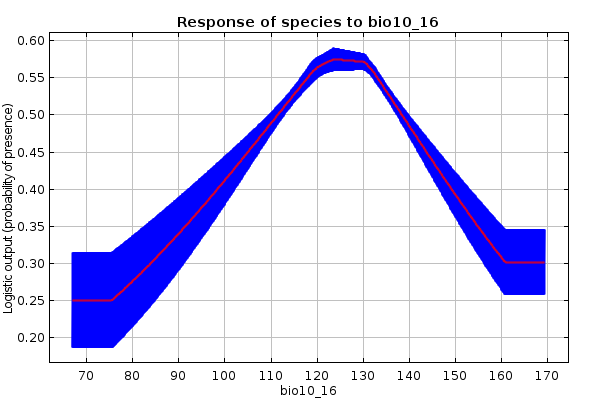 Response of species to bio10_16
Logistic output (probability of presence)
0.60
0.55
0.50
0.45
0.40
0.35
0.30
0.25
0.20
70 80 90 100 110 120 130 140 150 160 170
bio10_16